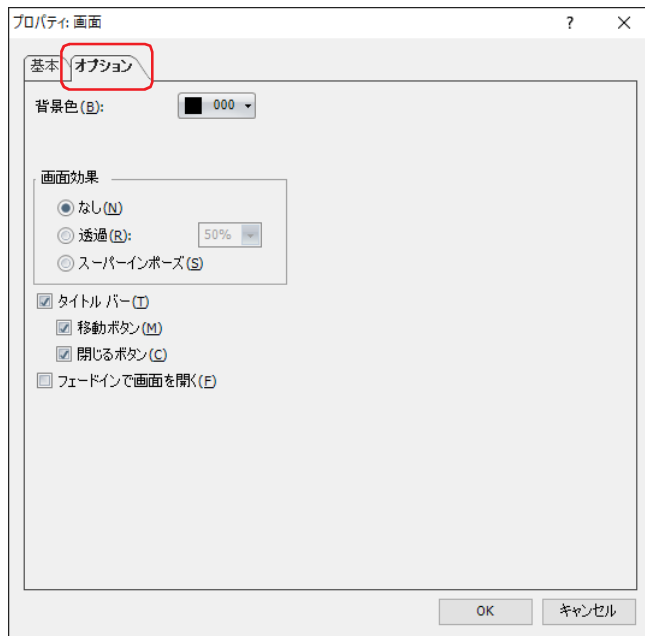 プロパティ: 画面 ?
基本 オプション
背景色(B): 000
画面効果
なし(N)
透過(R): 50%
スーパーインポーズ(S)
タイトル バー(T)
移動ボタン(M)
閉じるボタン(C)
フェードインで画面を開く(F)
OK キャンセル